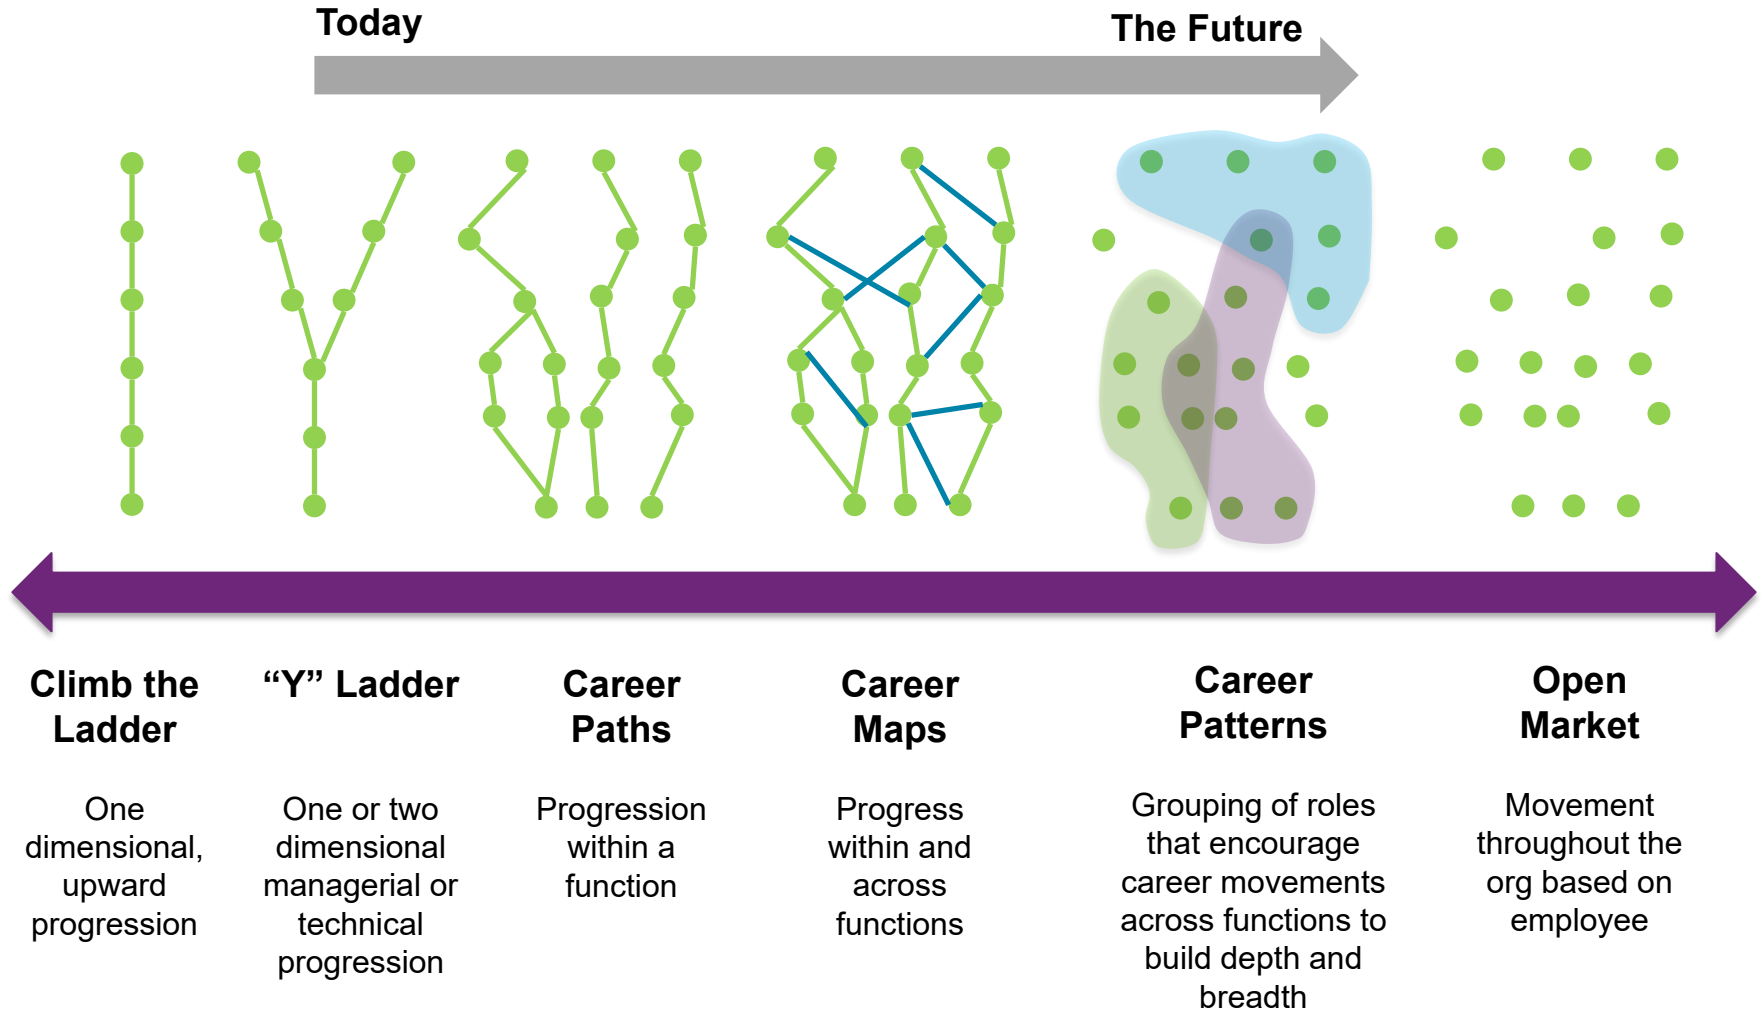 Today
The Future
Climb the
Ladder
“Y” Ladder
Career
Paths
Career
Maps
Career
Patterns
Open
Market
One
dimensional,
upward
progression
One or two
dimensional
managerial or
technical
progression
Progression
within a
function
Progress
within and
across
functions
Grouping of roles
that encourage
career movements
across functions to
build depth and
breadth
Movement
throughout the
org based on
employee